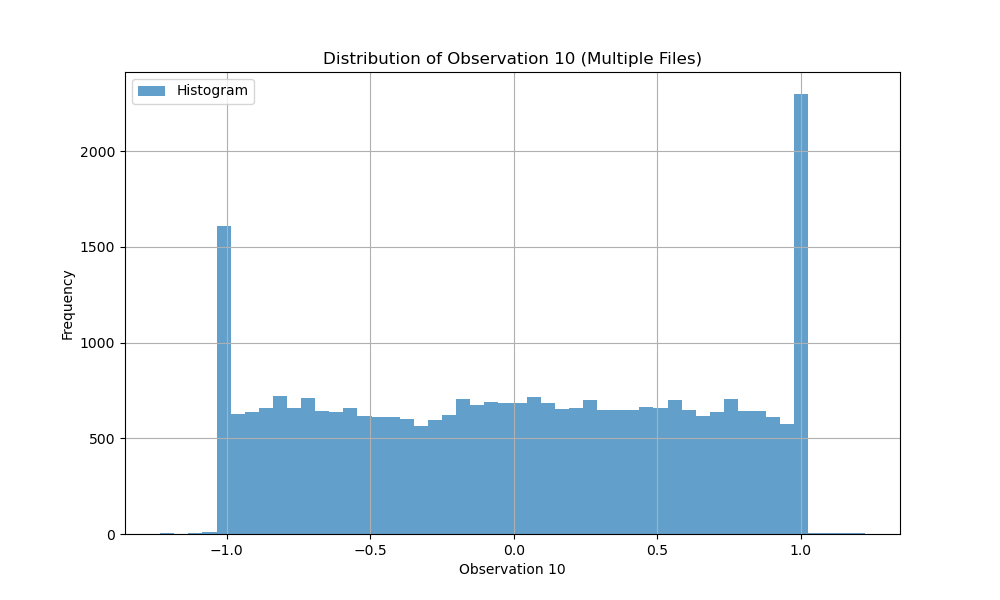 Distribution of Observation 10 (Multiple Files)
Histogram
2000
1500
1000
500
0
Frequency
−1.0 −0.5 0.0 0.5 1.0
Observation 10